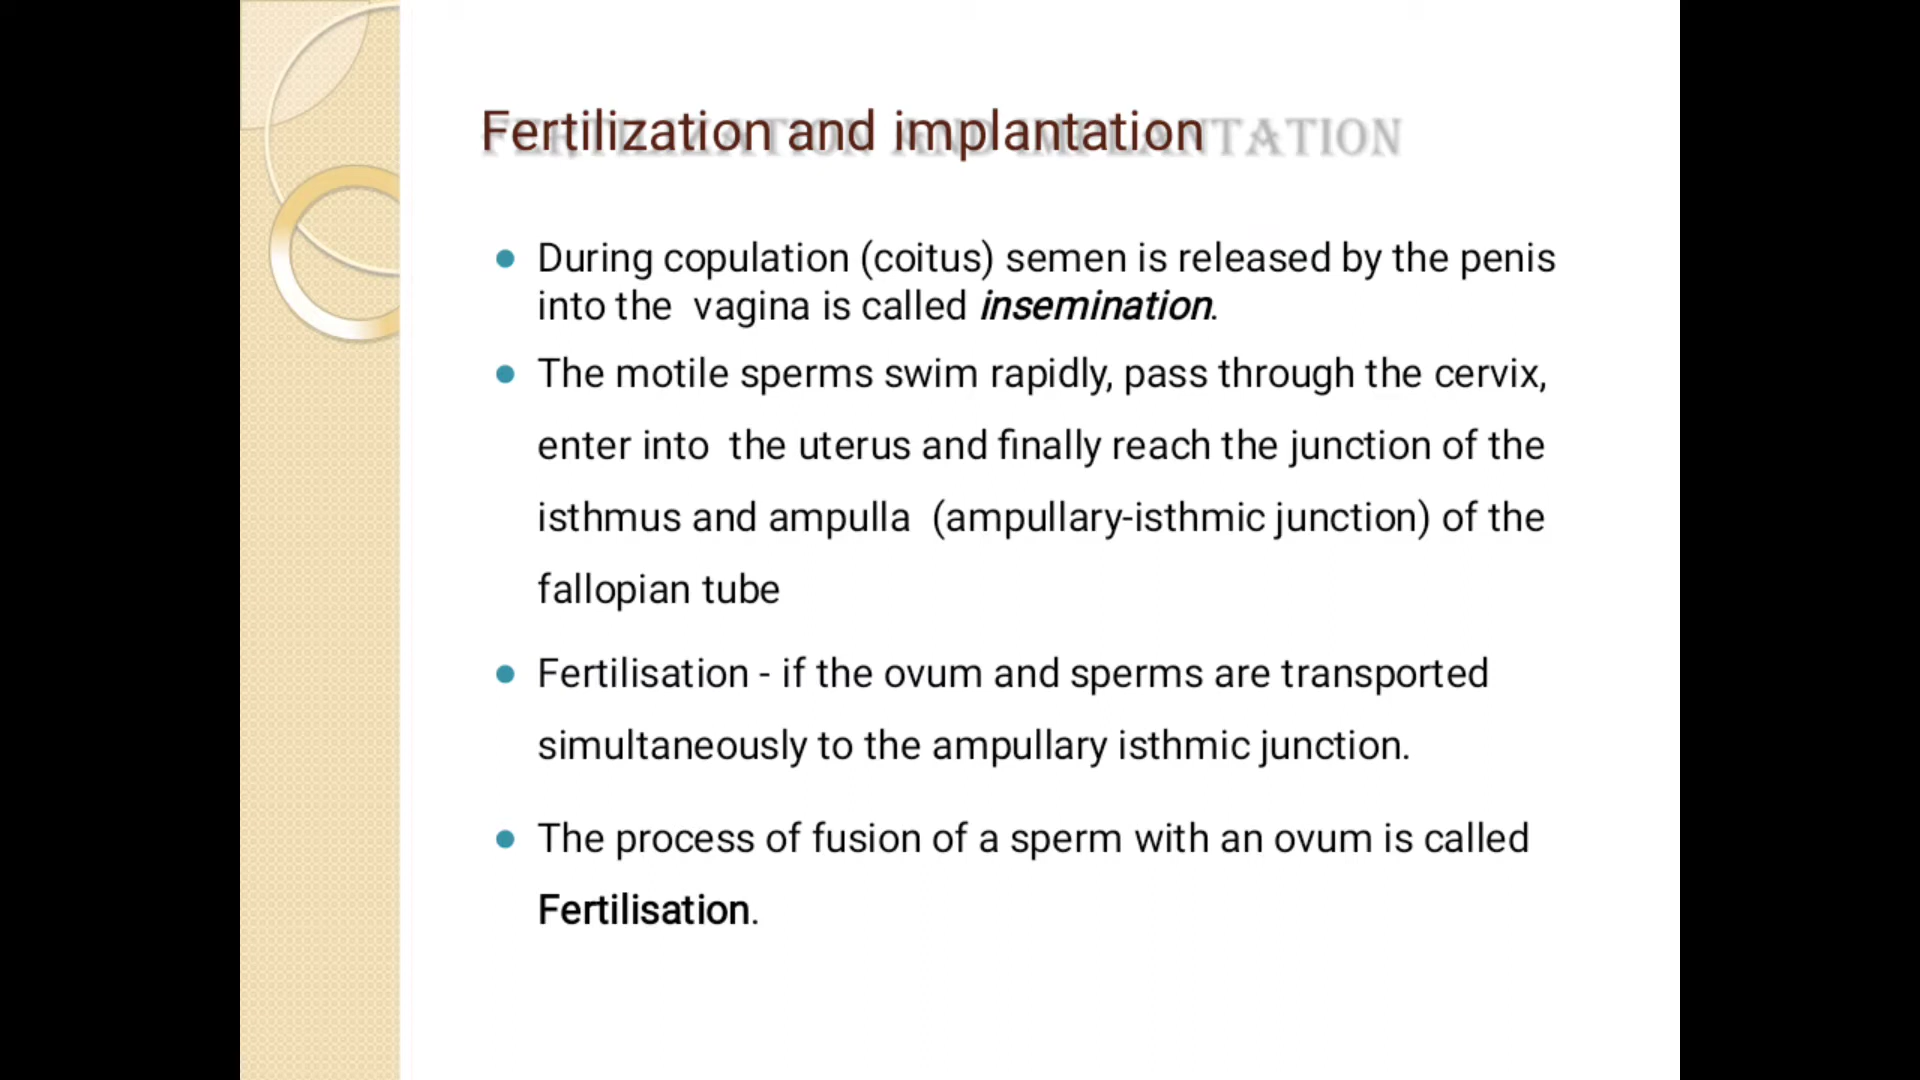 Fertilization and implantation
During copulation (coitus) semen is released by the penis
into the vagina is called insemination.
The motile sperms swim rapidly, pass through the cervix,
enter into the uterus and finally reach the junction of the
isthmus and ampulla (ampullary-isthmic junction) of the
fallopian tube
Fertilisation - if the ovum and sperms are transported
simultaneously to the ampullary isthmic junction.
The process of fusion of a sperm with an ovum is called
Fertilisation.